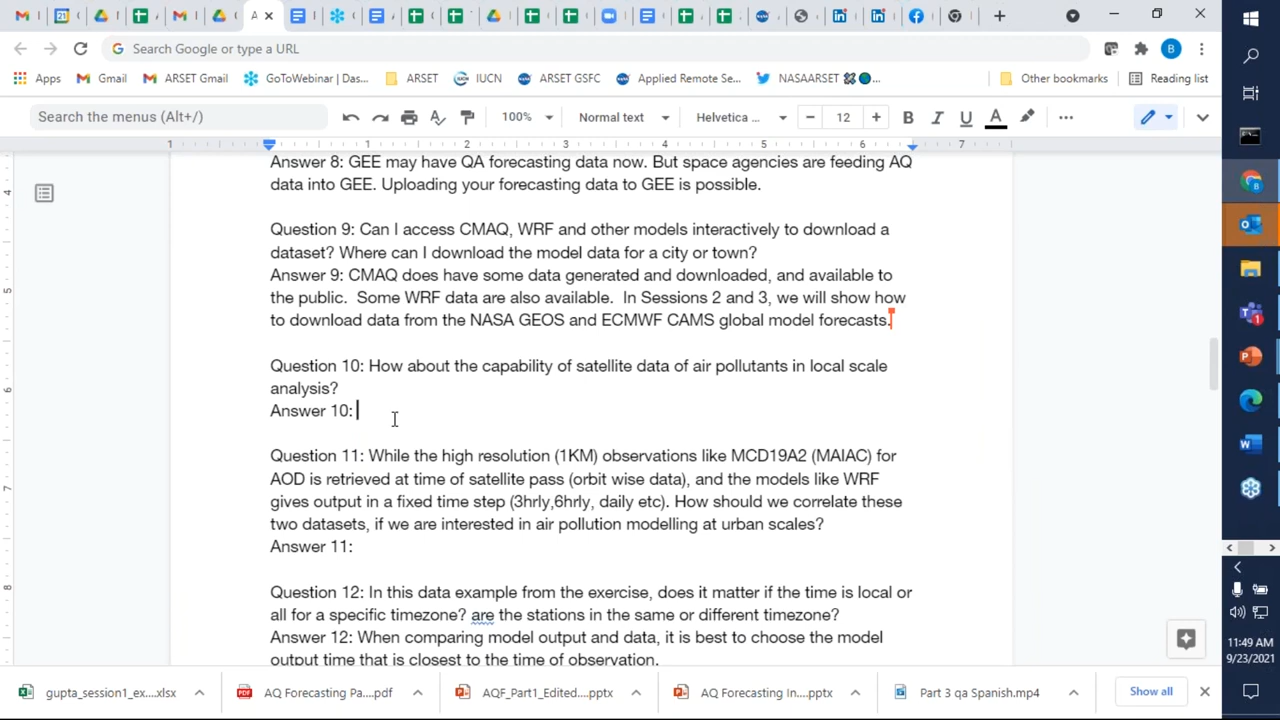 A
Search Google or type a URL
B
Apps
Gmail
ARSET Gmail
GoToWebinar | Das...
ARSET
IUCN
ARSET GSFC
Applied Remote Se...
NASAARSET
Other bookmarks
Reading list
Search the menus (Alt+/)
100%
Normal text
Helvetica ...
12
B
I
U
A
1 1 2 3 4 5 6 7
4
5
6
7
8
Answer 8: GEE may have QA forecasting data now. But space agencies are feeding AQ
data into GEE. Uploading your forecasting data to GEE is possible.
Question 9: Can I access CMAQ, WRF and other models interactively to download a
dataset? Where can I download the model data for a city or town?
Answer 9: CMAQ does have some data generated and downloaded, and available to
the public.  Some WRF data are also available.  In Sessions 2 and 3, we will show how
to download data from the NASA GEOS and ECMWF CAMS global model forecasts.
Question 10: How about the capability of satellite data of air pollutants in local scale
analysis?
Answer 10:
Question 11: While the high resolution (1KM) observations like MCD19A2 (MAIAC) for
AOD is retrieved at time of satellite pass (orbit wise data), and the models like WRF
gives output in a fixed time step (3hrly,6hrly, daily etc). How should we correlate these
two datasets, if we are interested in air pollution modelling at urban scales?
Answer 11:
Question 12: In this data example from the exercise, does it matter if the time is local or
all for a specific timezone? are the stations in the same or different timezone?
Answer 12: When comparing model output and data, it is best to choose the model
output time that is closest to the time of observation.
gupta_session1_ex....xlsx
AQ Forecasting Pa....pdf
AQF_Part1_Edited....pptx
AQ Forecasting In....pptx
Part 3 qa Spanish.mp4
Show all
11:49 AM
9/23/2021